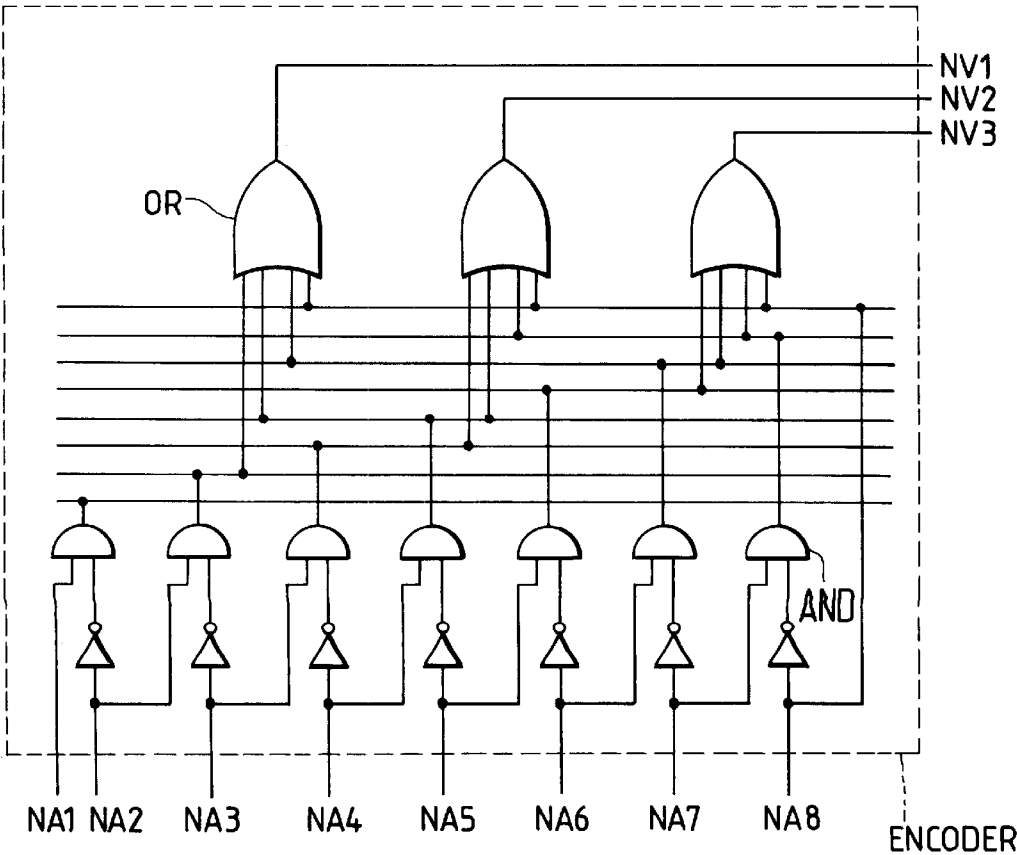 NV1
NV2
NV3
OR
AND
NA1 NA2 NA3 NA4 NA5 NA6 NA7 NA8
ENCODER